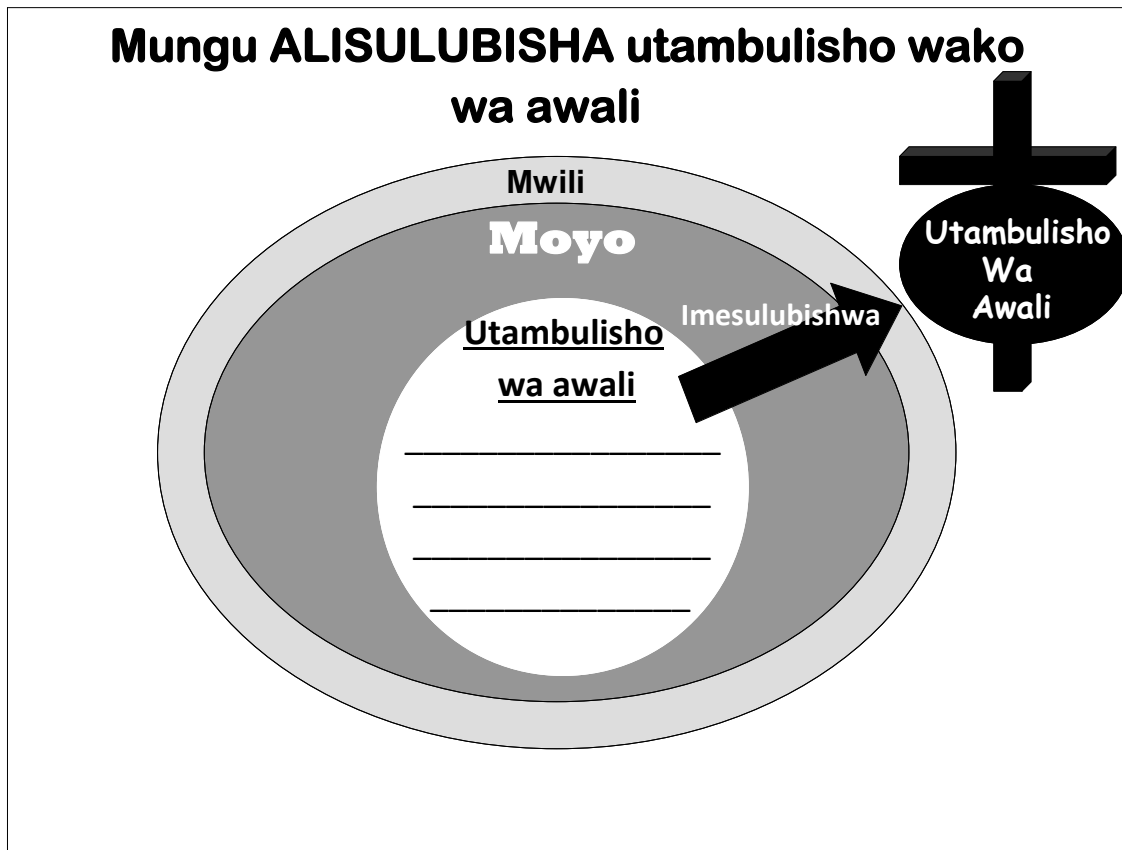 Mungu ALISULUBISHA utambulisho wako
wa awali
Mwili
Moyo
Utambulisho
wa awali
Imesulubishwa
Utambulisho
Wa
Awali